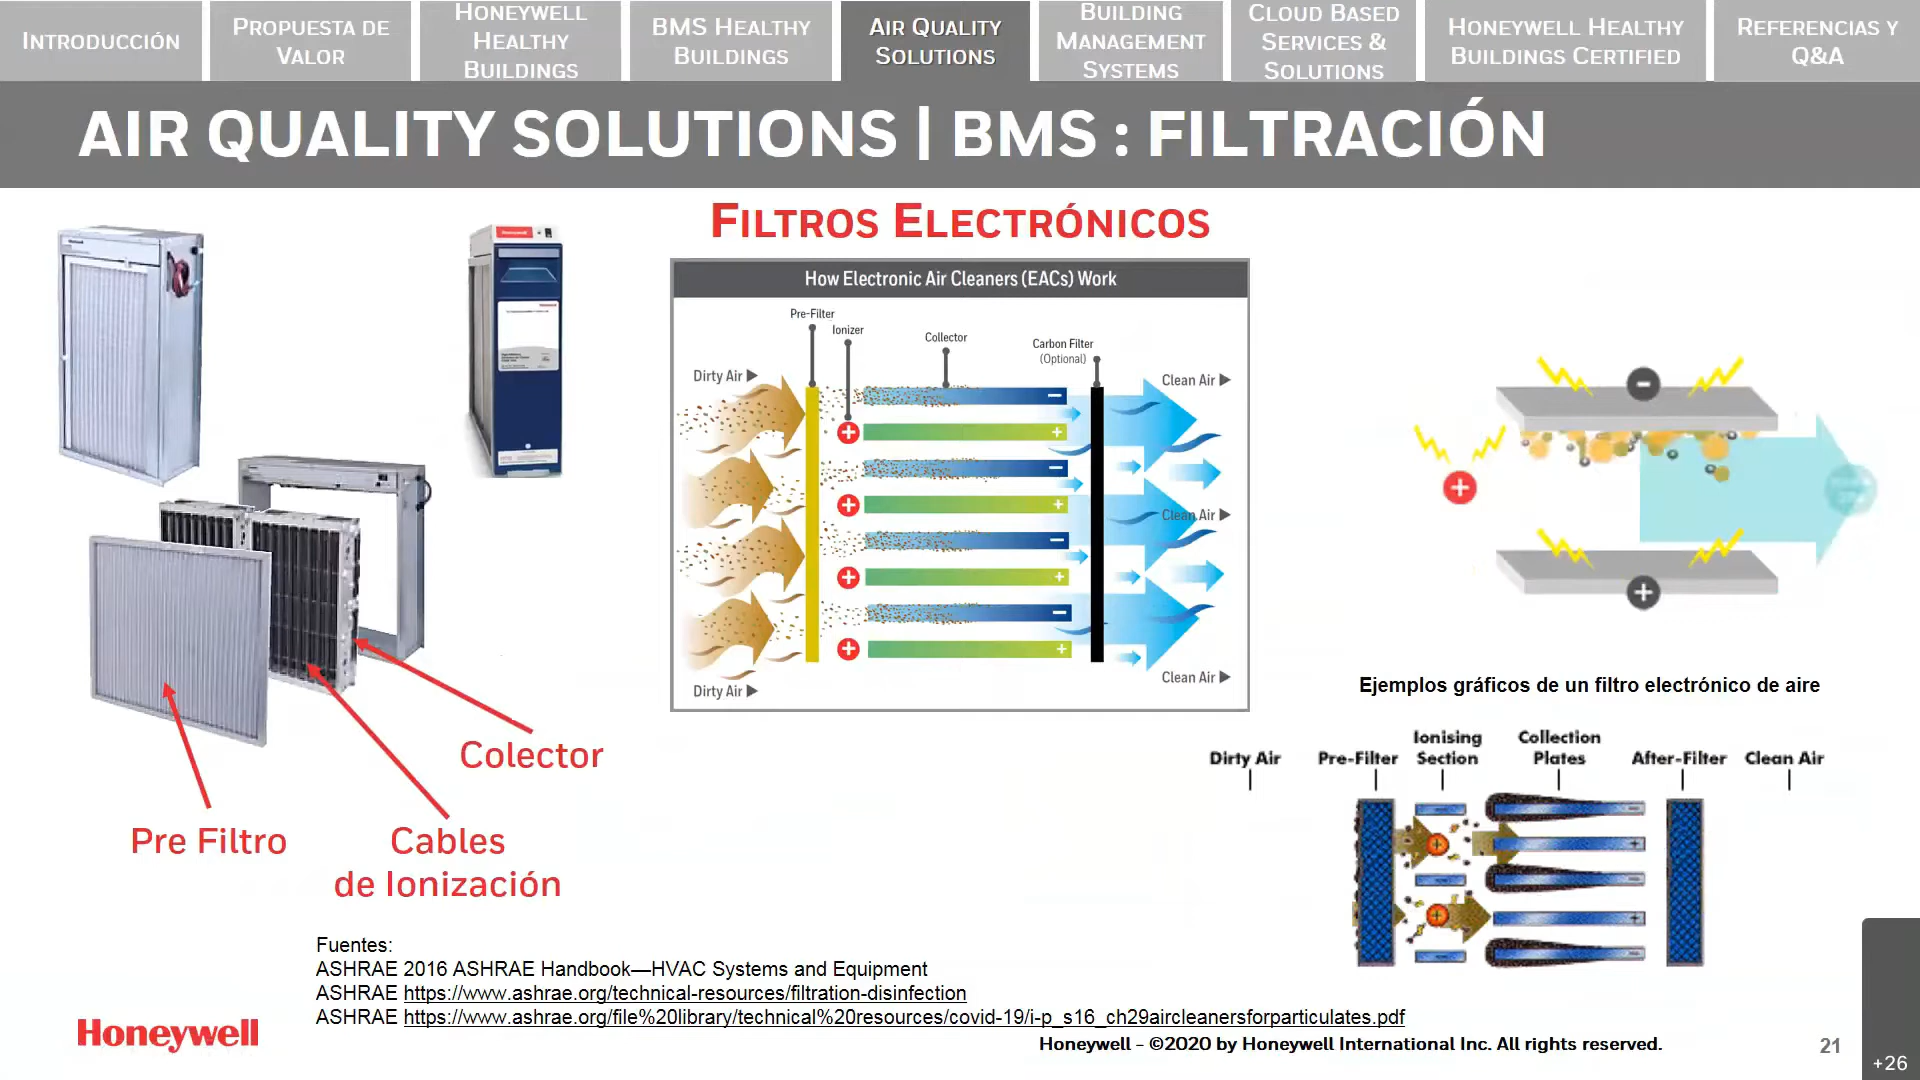 INTRODUCCIÓN
PROPUESTA DE
VALOR
HONEYWELL
HEALTHY
BUILDINGS
BMS HEALTHY
BUILDINGS
AIR QUALITY
SOLUTIONS
BUILDING
MANAGEMENT
SYSTEMS
CLOUD BASED
SERVICES &
SOLUTIONS
HONEYWELL HEALTHY
BUILDINGS CERTIFIED
REFERENCIAS Y
Q&A
AIR QUALITY SOLUTIONS | BMS : FILTRACIÓN
FILTROS ELECTRÓNICOS
How Electronic Air Cleaners (EACs) Work
Pre-Filter
Ionizer
Collector
Carbon Filter
(Optional)
Dirty Air
Clean Air
Clean Air
Dirty Air
Clean Air
Colector
Pre Filtro
Cables
de Ionización
Ejemplos gráficos de un filtro electrónico de aire
Dirty Air
Pre-Filter
Ionising
Section
Collection
Plates
After-Filter
Clean Air
Fuentes:
ASHRAE 2016 ASHRAE Handbook—HVAC Systems and Equipment
ASHRAE https://www.ashrae.org/technical-resources/filtration-disinfection
ASHRAE https://www.ashrae.org/file%20library/technical%20resources/covid-19/i-p_s16_ch29aircleanersforparticulates.pdf
Honeywell
Honeywell - ©2020 by Honeywell International Inc. All rights reserved.
21
+26